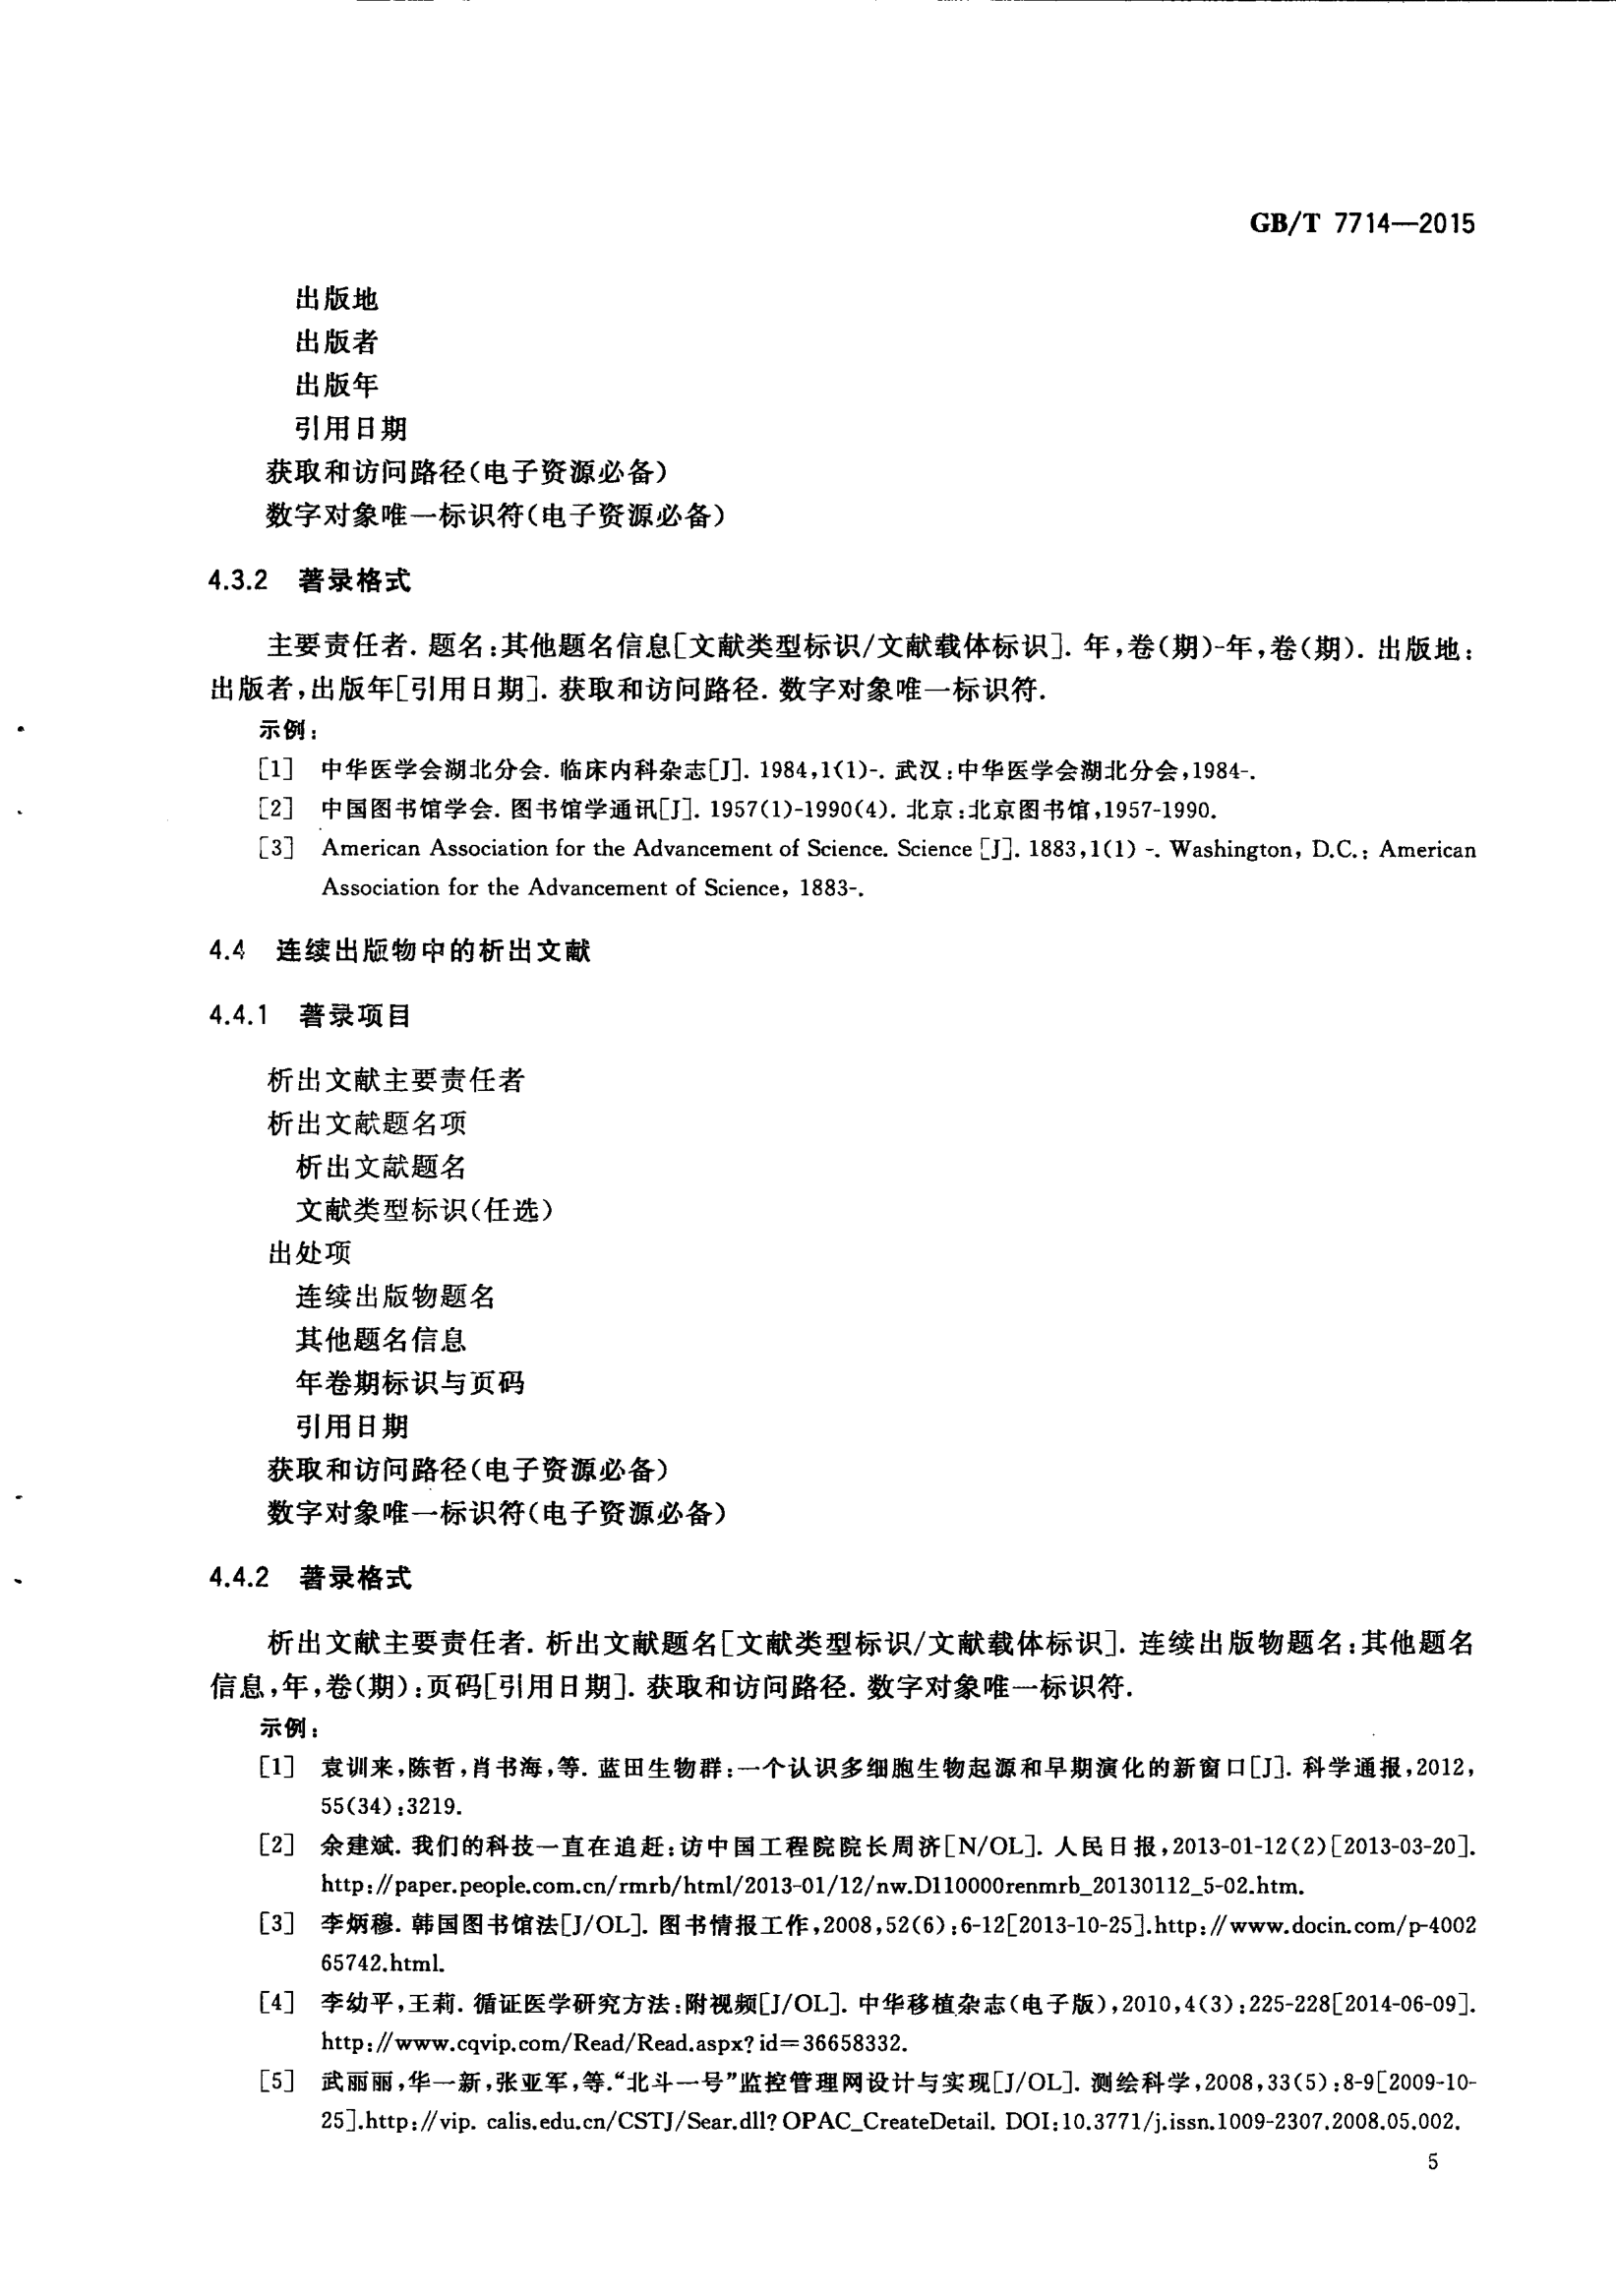 GB/T 7714—2015
出版地
出版者
出版年
引用日期
获取和访问路径(电子资源必备)
数字对象唯一标识符(电子资源必备)
4.3.2 著录格式
主要责任者.题名:其他题名信息[文献类型标识/文献载体标识].年,卷(期)-年,卷(期).出版地:
出版者,出版年[引用日期].获取和访问路径.数字对象唯一标识符.
示例:
[1] 中华医学会湖北分会.临床内科杂志[J].1984,1(1)-.武汉:中华医学会湖北分会,1984-.
[2] 中国图书馆学会.图书馆学通讯[J].1957(1)-1990(4).北京:北京图书馆,1957-1990.
[3] American Association for the Advancement of Science. Science [J]. 1883,1(1) -. Washington, D.C.: American
Association for the Advancement of Science, 1883-.
4.4 连续出版物中的析出文献
4.4.1 著录项目
析出文献主要责任者
析出文献题名项
析出文献题名
文献类型标识(任选)
出处项
连续出版物题名
其他题名信息
年卷期标识与页码
引用日期
获取和访问路径(电子资源必备)
数字对象唯一标识符(电子资源必备)
4.4.2 著录格式
析出文献主要责任者.析出文献题名[文献类型标识/文献载体标识].连续出版物题名:其他题名
信息,年,卷(期):页码[引用日期].获取和访问路径.数字对象唯一标识符.
示例:
[1] 袁训来,陈哲,肖书海,等.蓝田生物群:一个认识多细胞生物起源和早期演化的新窗口[J].科学通报,2012,
55(34):3219.
[2] 余建斌.我们的科技一直在追赶:访中国工程院院长周济[N/OL].人民日报,2013-01-12(2)[2013-03-20].
http://paper.people.com.cn/rmrb/html/2013-01/12/nw.D110000renmrb_20130112_5-02.htm.
[3] 李炳穆.韩国图书馆法[J/OL].图书情报工作,2008,52(6):6-12[2013-10-25].http://www.docin.com/p-4002
65742.html.
[4] 李幼平,王莉.循证医学研究方法:附视频[J/OL].中华移植杂志(电子版),2010,4(3):225-228[2014-06-09].
http://www.cqvip.com/Read/Read.aspx?id=36658332.
[5] 武丽丽,华一新,张亚军,等.“北斗一号”监控管理网设计与实现[J/OL].测绘科学,2008,33(5):8-9[2009-10-
25].http://vip. calis.edu.cn/CSTJ/Sear.dll?OPAC_CreateDetail. DOI:10.3771/j.issn.1009-2307.2008.05.002.
5